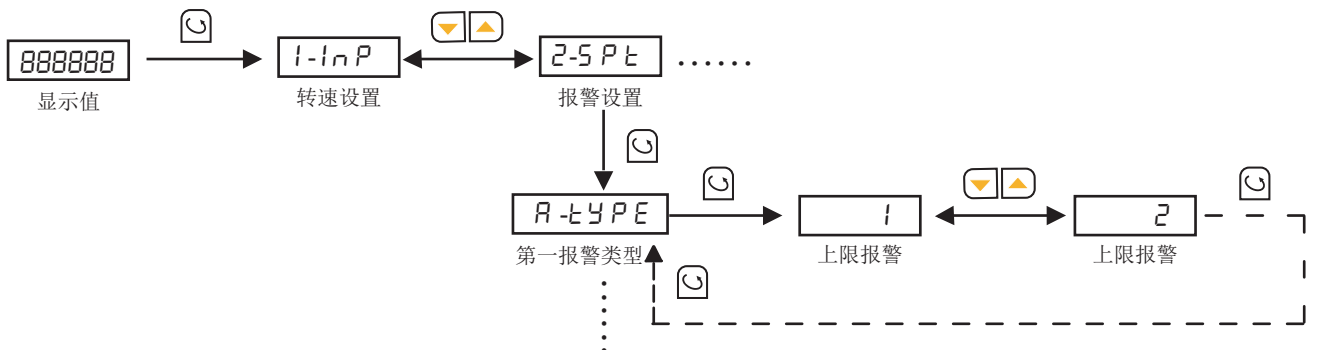 888888
1-InP
2-SPt
......
显示值
转速设置
报警设置
A-tYPE
1
2
第一报警类型
上限报警
上限报警